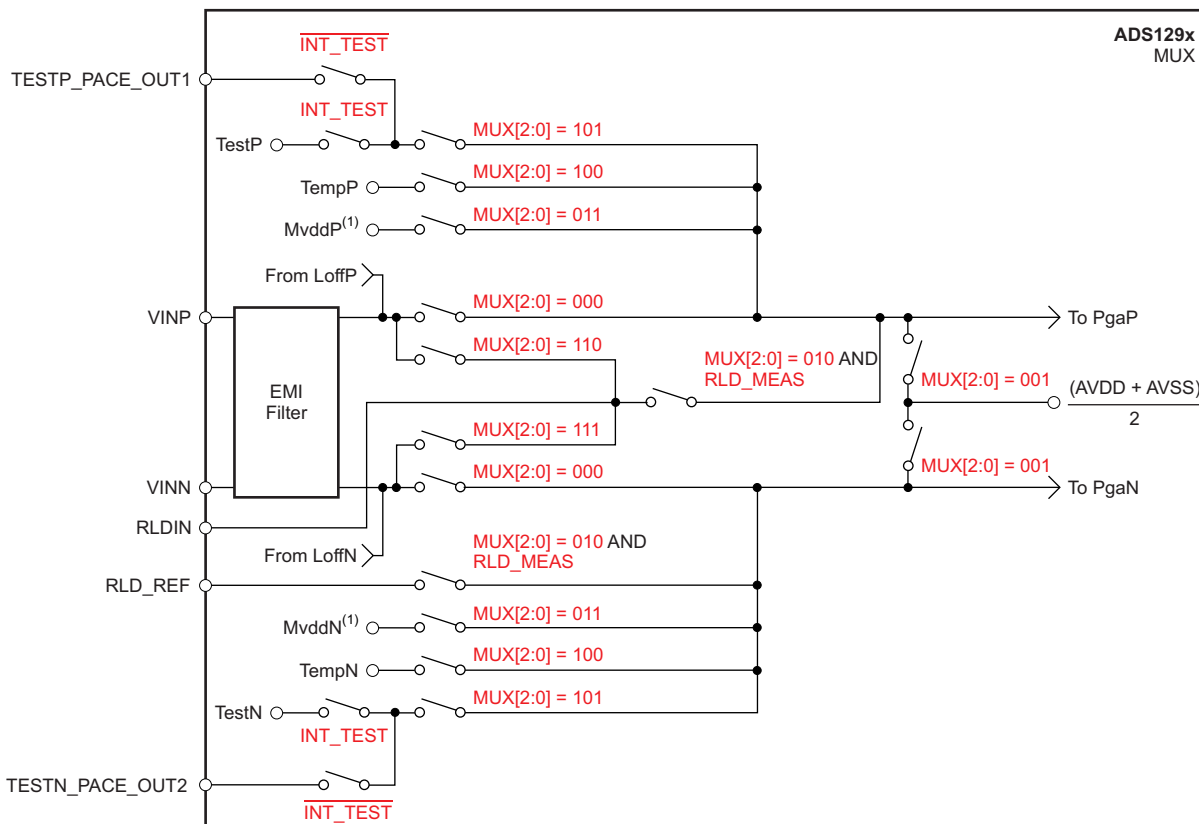 ADS129x
MUX
INT_TEST
TESTP_PACE_OUT1
INT_TEST
MUX[2:0] = 101
TestP
MUX[2:0] = 100
TempP
MUX[2:0] = 011
MvddP(1)
From LoffP
MUX[2:0] = 000
VINP
To PgaP
MUX[2:0] = 110
MUX[2:0] = 010 AND
RLD_MEAS
MUX[2:0] = 001
(AVDD + AVSS)
2
EMI
Filter
MUX[2:0] = 111
MUX[2:0] = 000
MUX[2:0] = 001
VINN
To PgaN
RLDIN
From LoffN
MUX[2:0] = 010 AND
RLD_MEAS
RLD_REF
MUX[2:0] = 011
MvddN(1)
MUX[2:0] = 100
TempN
MUX[2:0] = 101
TestN
INT_TEST
TESTN_PACE_OUT2
INT_TEST